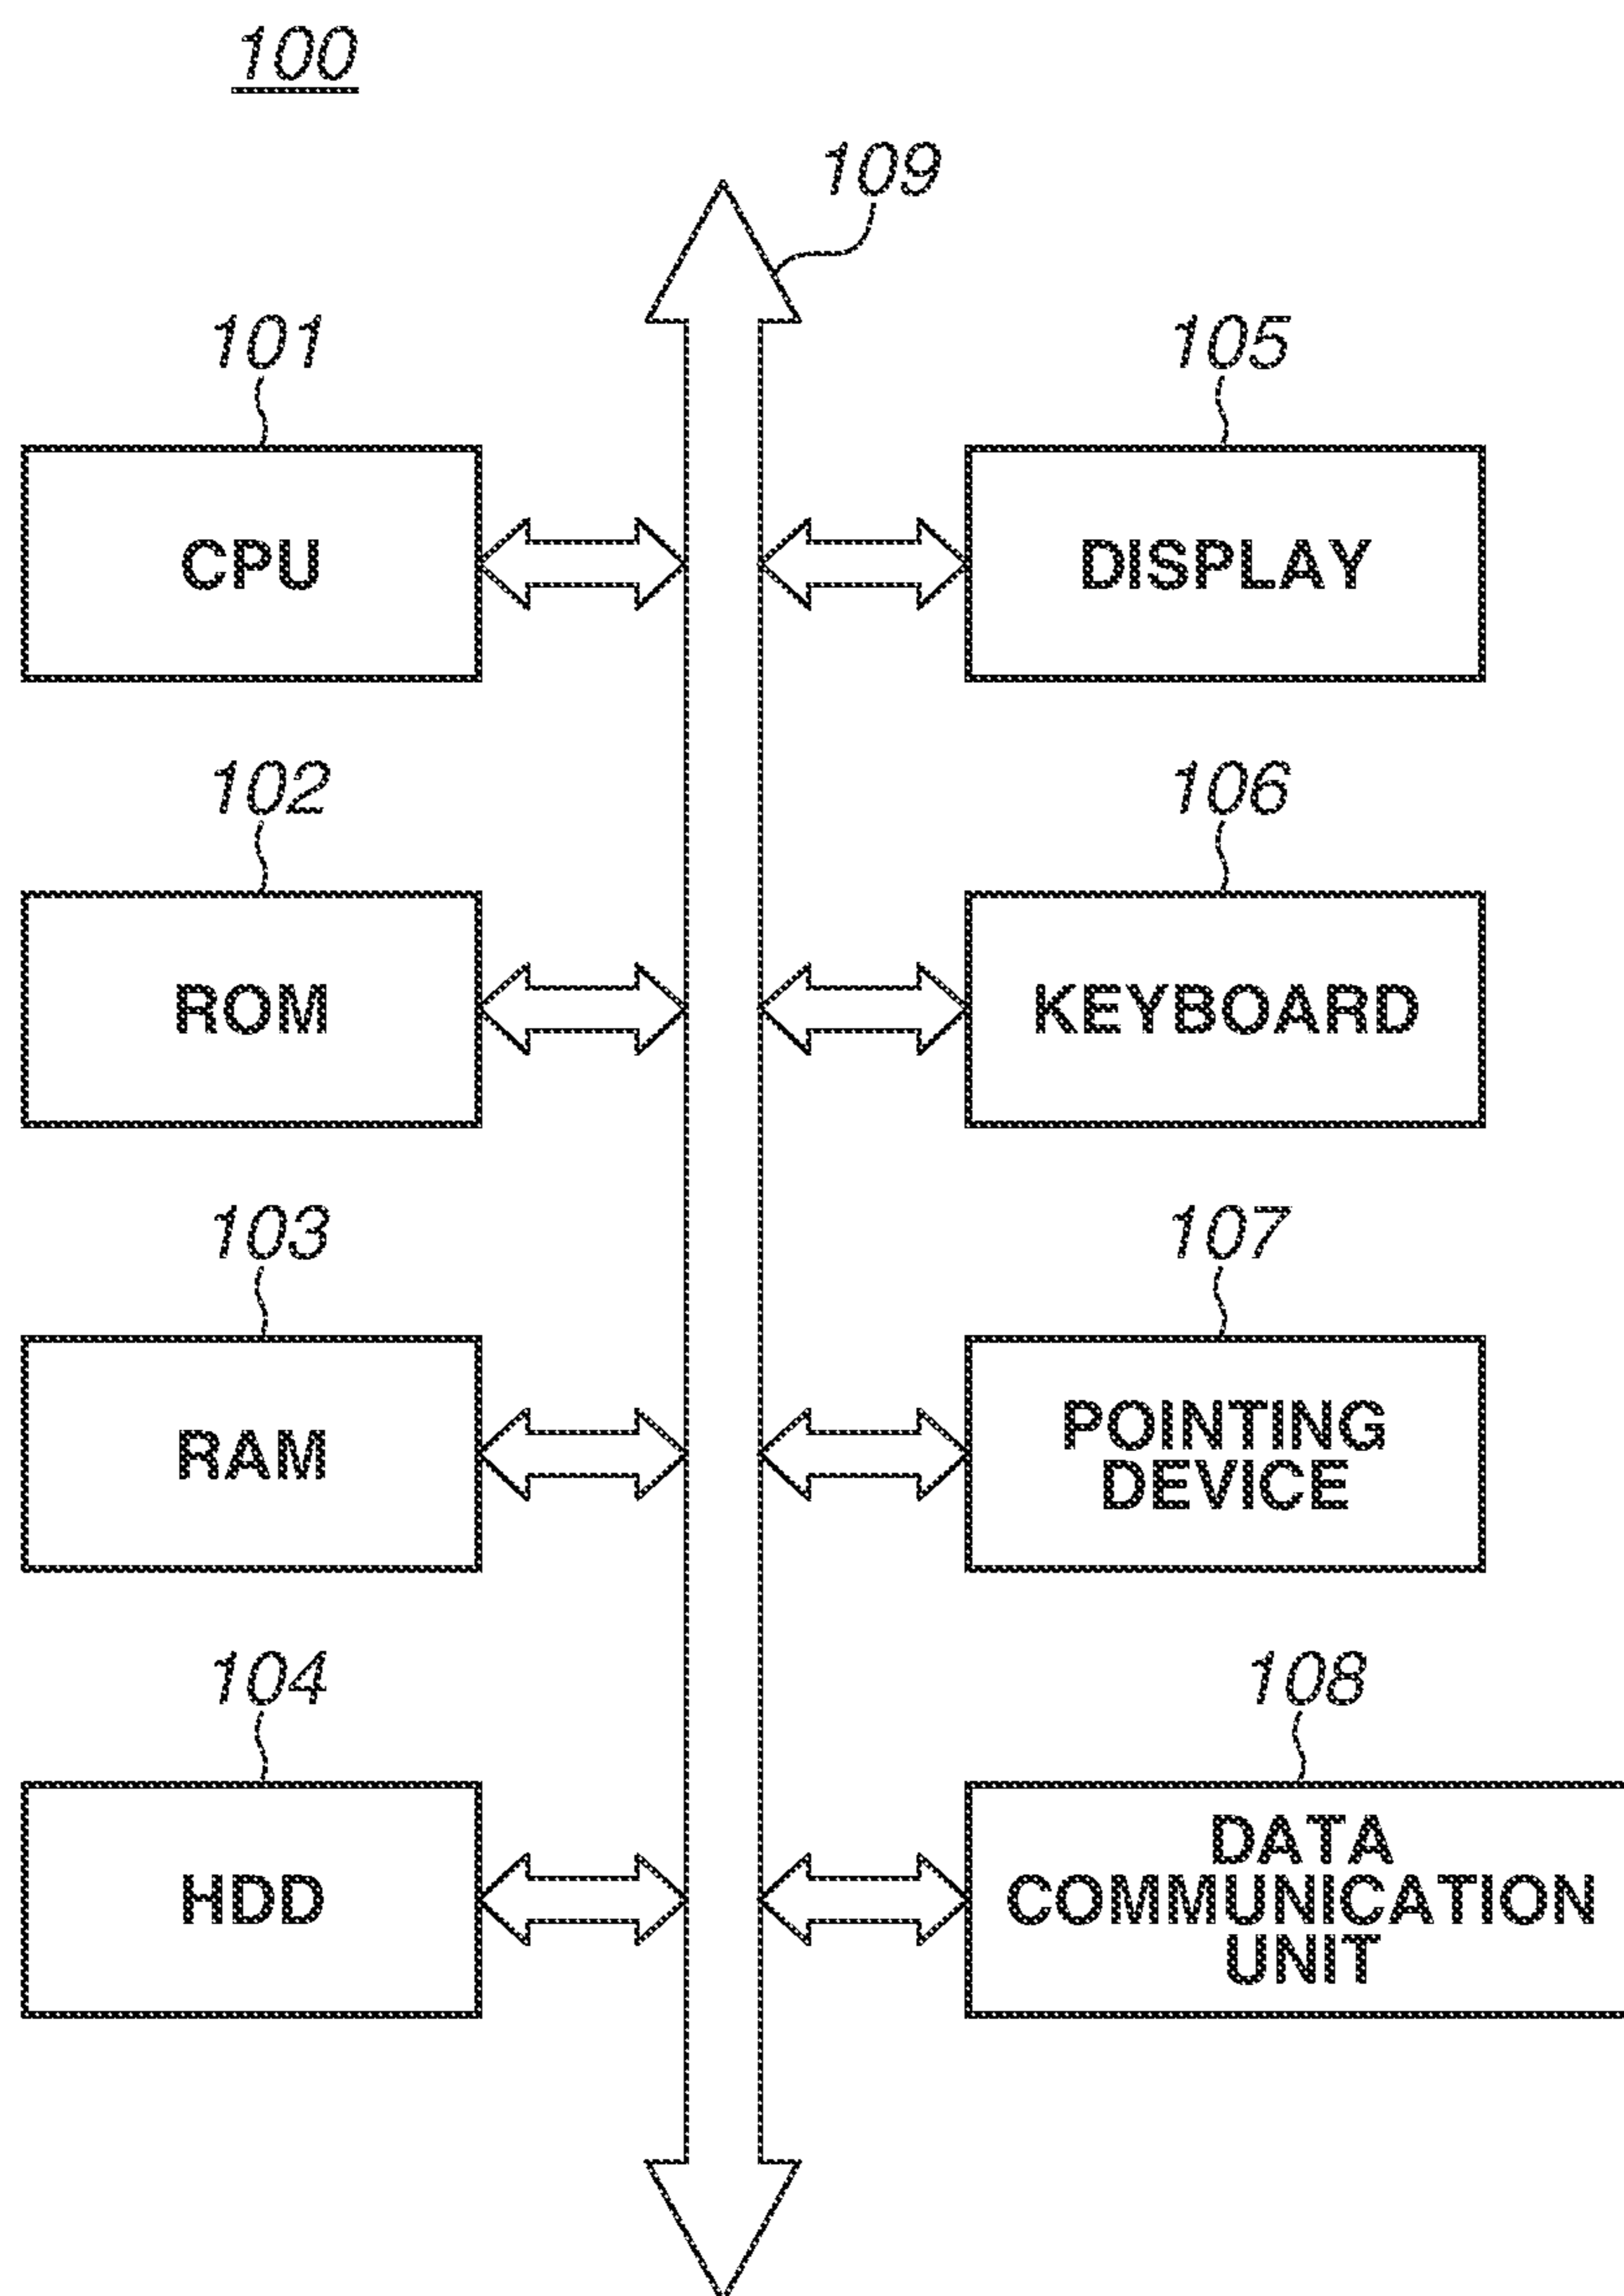 100
109
101
105
CPU
DISPLAY
102
106
ROM
KEYBOARD
103
107
RAM
POINTING
DEVICE
104
108
HDD
DATA
COMMUNICATION
UNIT